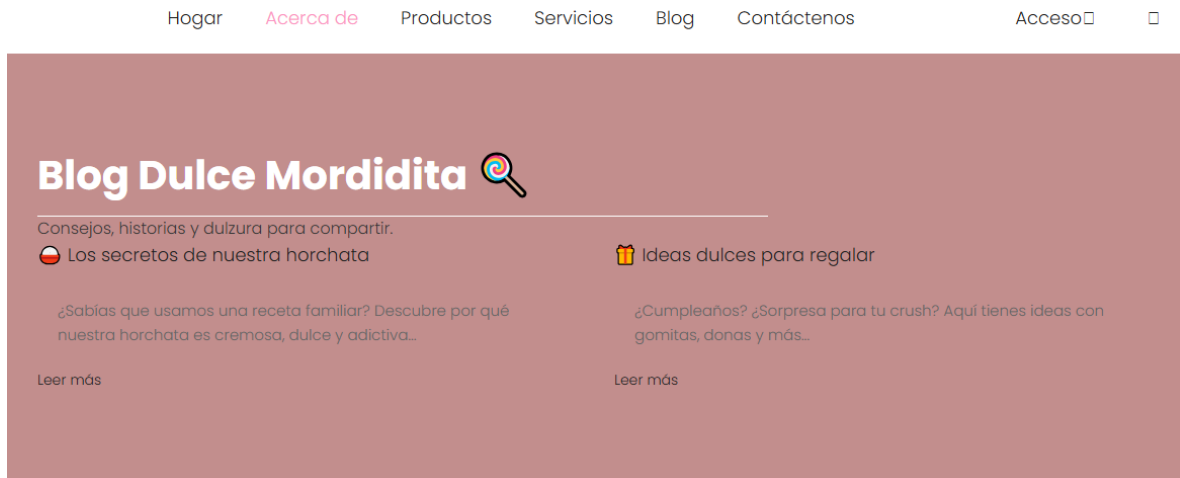 Hogar Acerca de Productos Servicios Blog Contáctenos Acceso
Blog Dulce Mordidita 🍭
Consejos, historias y dulzura para compartir.
🍚 Los secretos de nuestra horchata
¿Sabías que usamos una receta familiar? Descubre por qué
nuestra horchata es cremosa, dulce y adictiva...
Leer más
🎁 Ideas dulces para regalar
¿Cumpleaños? ¿Sorpresa para tu crush? Aquí tienes ideas con
gomitas, donas y más...
Leer más